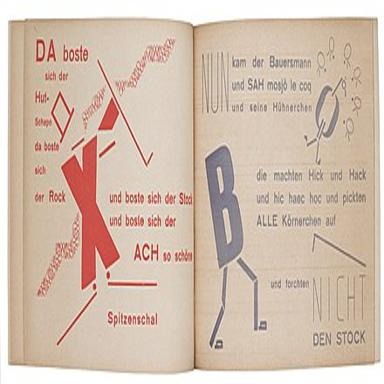 DA boste
sich der
Hut-
Schapo
da boste
sich
der Rock
X
und boste sich der Stock
und boste sich der
ACH so schöne
Spitzenschal
NUN kam der Bauersmann
und SAH mosjö le coq
und seine Hühnerchen
B
die machten Hick und Hack
und hic haec hoc und pickten
ALLE Körnerchen auf
und forchten NICHT
DEN STOCK